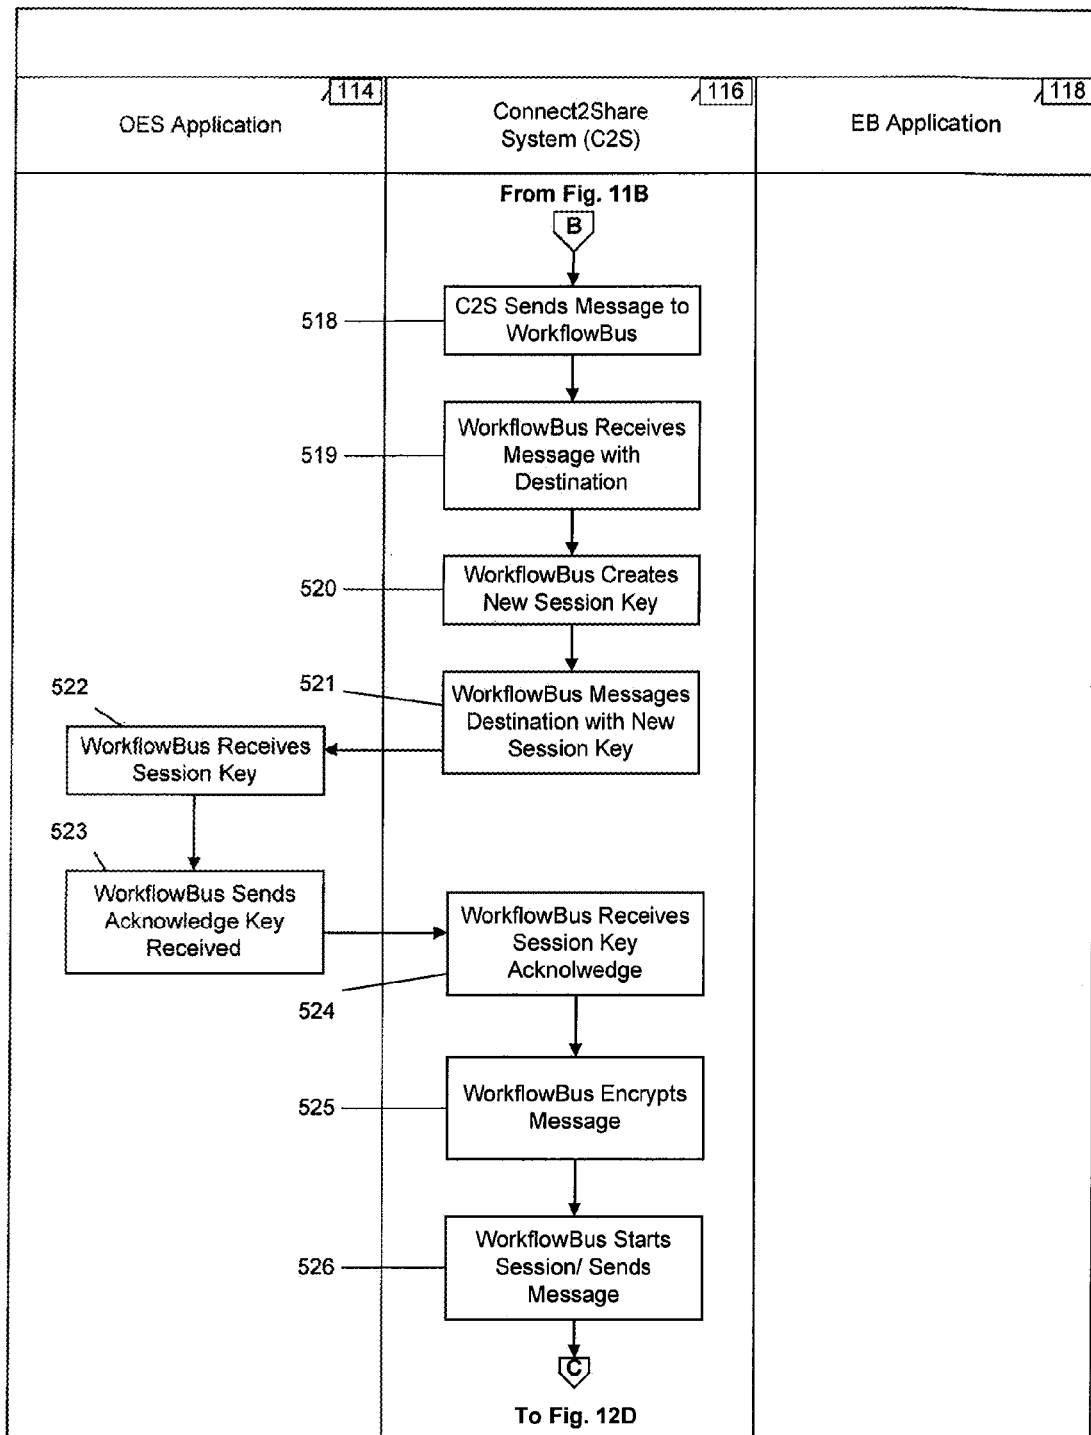 114
OES Application
116
Connect2Share
System (C2S)
118
EB Application
From Fig. 11B
B
518
C2S Sends Message to
WorkflowBus
519
WorkflowBus Receives
Message with
Destination
520
WorkflowBus Creates
New Session Key
521
WorkflowBus Messages
Destination with New
Session Key
522
WorkflowBus Receives
Session Key
523
WorkflowBus Sends
Acknowledge Key
Received
WorkflowBus Receives
Session Key
Acknolwedge
524
525
WorkflowBus Encrypts
Message
526
WorkflowBus Starts
Session/ Sends
Message
C
To Fig. 12D